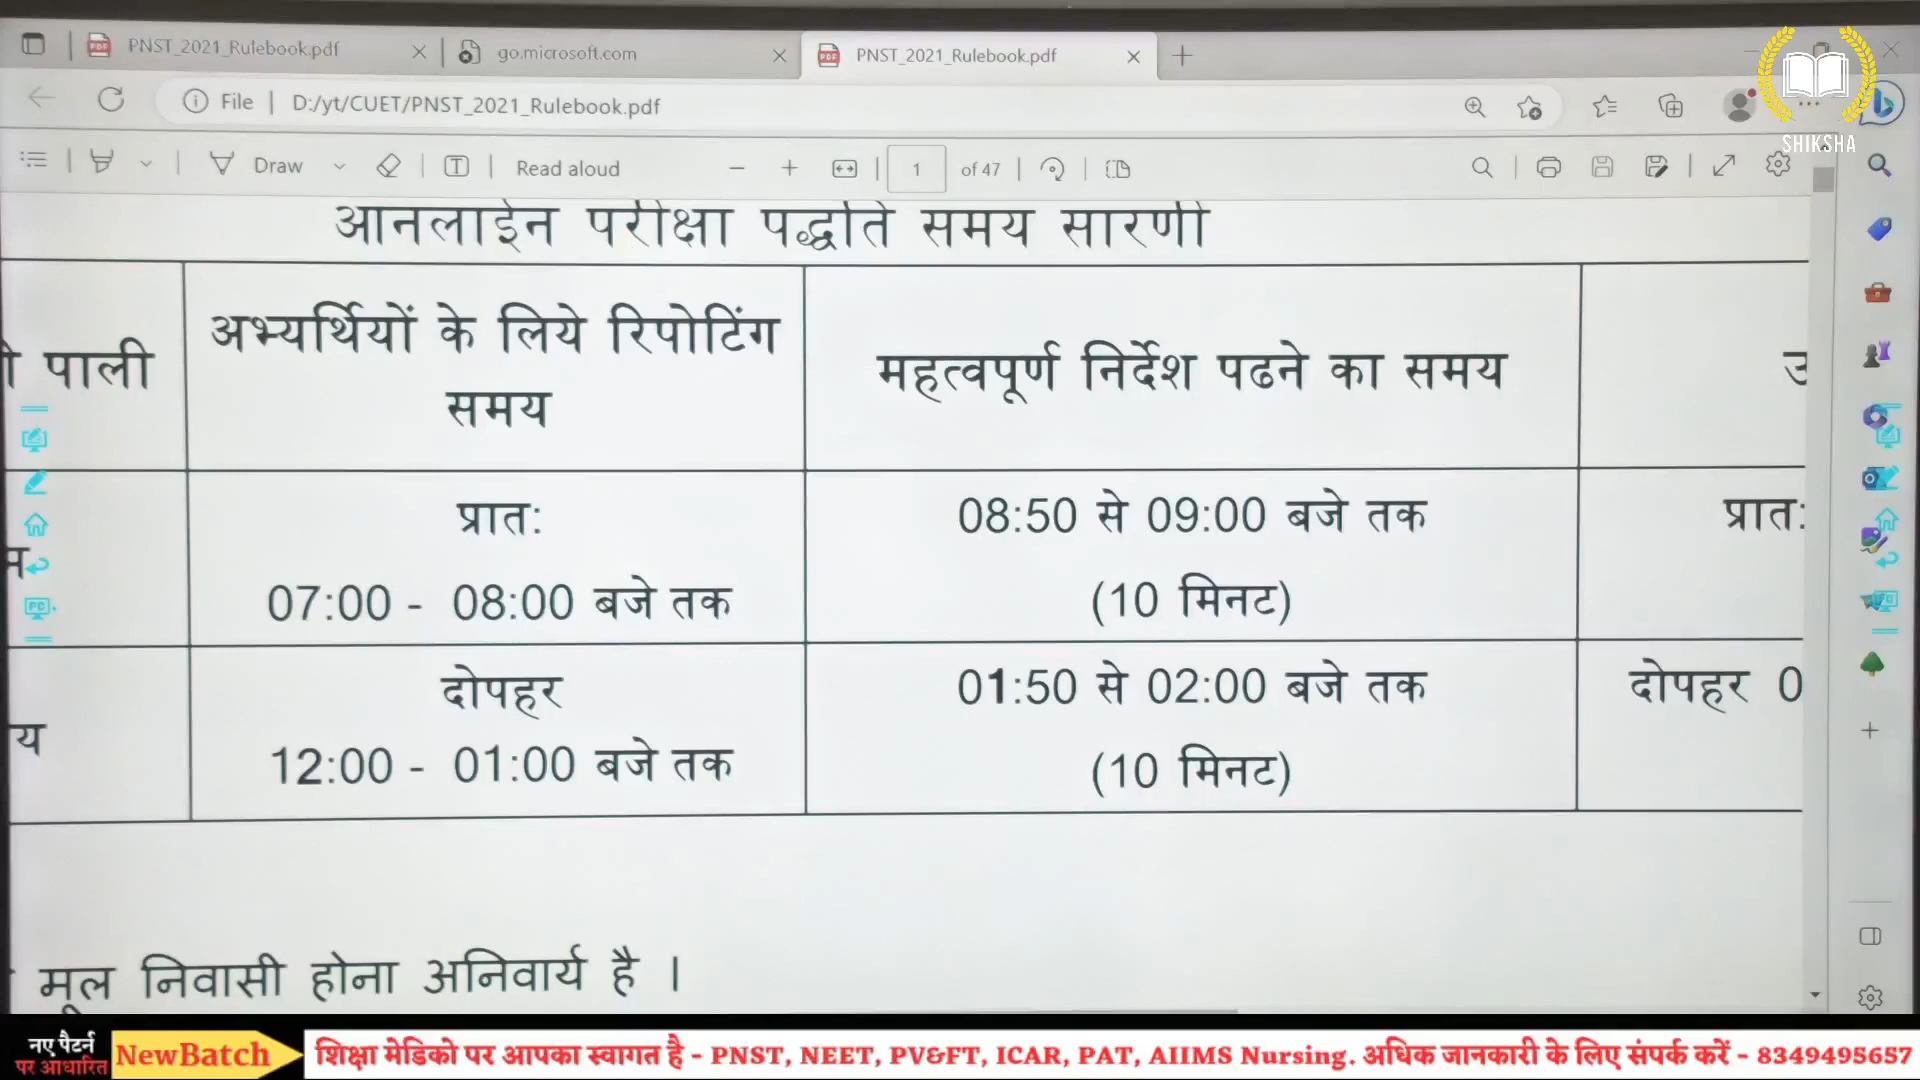 PNST_2021_Rulebook.pdf
go.microsoft.com
PNST_2021_Rulebook.pdf
File
D:/yt/CUET/PNST_2021_Rulebook.pdf
SHIKSHA
Draw
Read aloud
1
of 47
आनलाईन परीक्षा पद्धति समय सारणी
पाली
अभ्यर्थियों के लिये रिपोटिंग
समय
महत्वपूर्ण निर्देश पढने का समय
प्रातः
07:00 - 08:00 बजे तक
08:50 से 09:00 बजे तक
(10 मिनट)
प्रातः
दोपहर
12:00 - 01:00 बजे तक
01:50 से 02:00 बजे तक
(10 मिनट)
दोपहर 0
मूल निवासी होना अनिवार्य है ।
नए पैटर्न
पर आधारित
NewBatch
शिक्षा मेडिको पर आपका स्वागत है - PNST, NEET, PV&FT, ICAR, PAT, AIIMS Nursing. अधिक जानकारी के लिए संपर्क करें - 8349495657